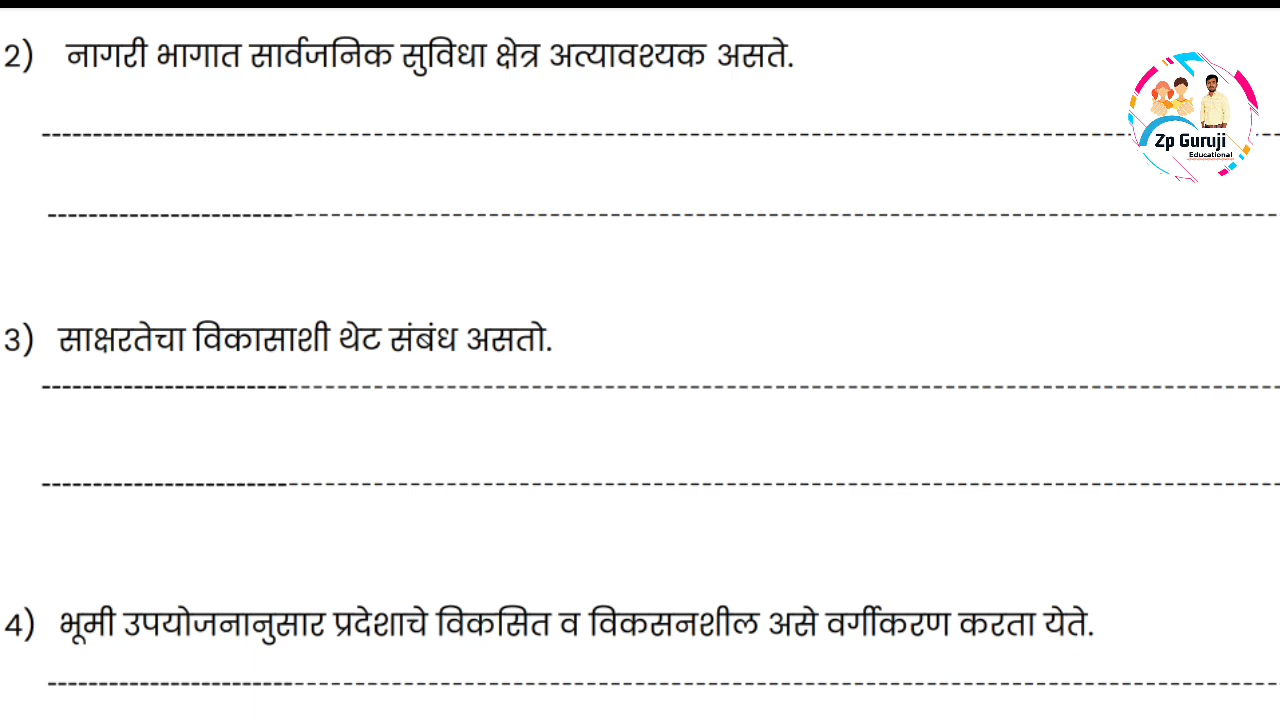 2) नागरी भागात सार्वजनिक सुविधा क्षेत्र अत्यावश्यक असते.
Zp Guruji
Educational
3) साक्षरतेचा विकासाशी थेट संबंध असतो.
4) भूमी उपयोजनानुसार प्रदेशाचे विकसित व विकसनशील असे वर्गीकरण करता येते.